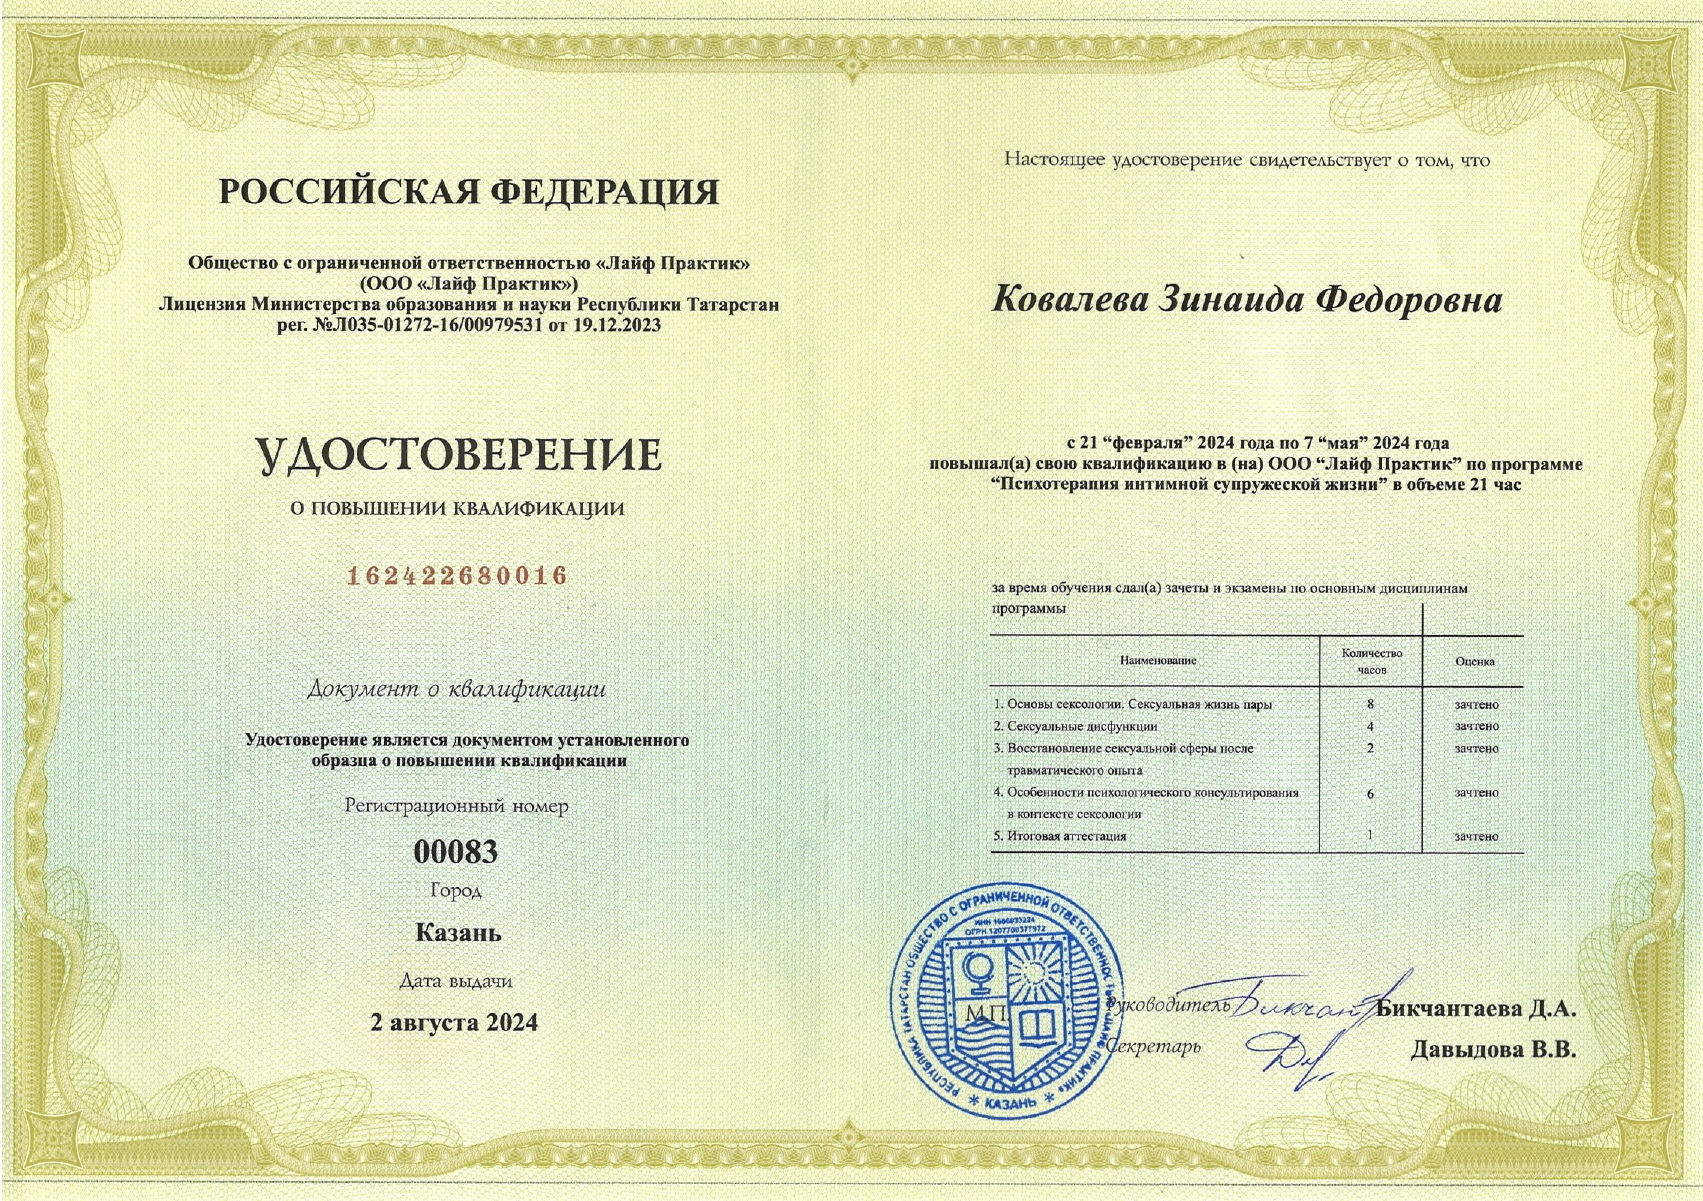 РОССИЙСКАЯ ФЕДЕРАЦИЯ
Общество с ограниченной ответственностью «Лайф Практик»
(ООО «Лайф Практик»)
Лицензия Министерства образования и науки Республики Татарстан
рег. №Л035-01272-16/00979531 от 19.12.2023
УДОСТОВЕРЕНИЕ
О ПОВЫШЕНИИ КВАЛИФИКАЦИИ
162422680016
Документ о квалификации
Удостоверение является документом установленного
образца о повышении квалификации
Регистрационный номер
00083
Город
Казань
Дата выдачи
2 августа 2024
Настоящее удостоверение свидетельствует о том, что
Ковалева Зинаида Федоровна
с 21 “февраля” 2024 года по 7 “мая” 2024 года
повышал(а) свою квалификацию в (на) ООО “Лайф Практик” по программе
“Психотерапия интимной супружеской жизни” в объеме 21 час
за время обучения сдал(а) зачеты и экзамены по основным дисциплинам
программы
Наименование Количество часов Оценка
1. Основы сексологии. Сексуальная жизнь пары 8 зачтено
2. Сексуальные дисфункции 4 зачтено
3. Восстановление сексуальной сферы после 2 зачтено
травматического опыта
4. Особенности психологического консультирования 6 зачтено
в контексте сексологии
5. Итоговая аттестация 1 зачтено
РЕСПУБЛИКА ТАТАРСТАН ОБЩЕСТВО С ОГРАНИЧЕННОЙ ОТВЕТСТВЕННОСТЬЮ «ЛАЙФ ПРАКТИК»
* КАЗАНЬ *
ИНН
ОГРН
М.П.
Руководитель Бикчантаева Д.А.
Секретарь Давыдова В.В.